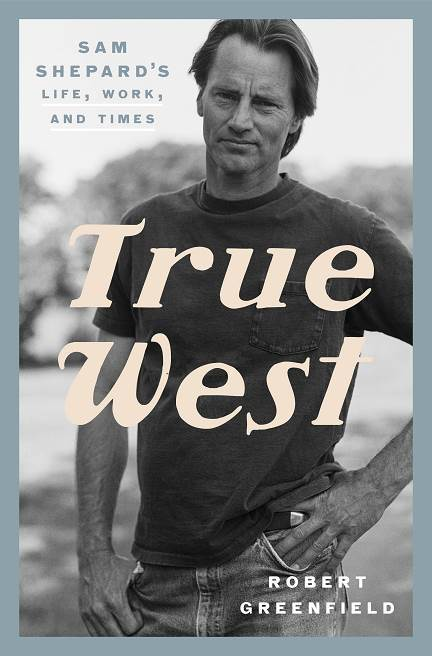 SAM
SHEPARD'S
LIFE, WORK,
AND TIMES
True
West
ROBERT
GREENFIELD